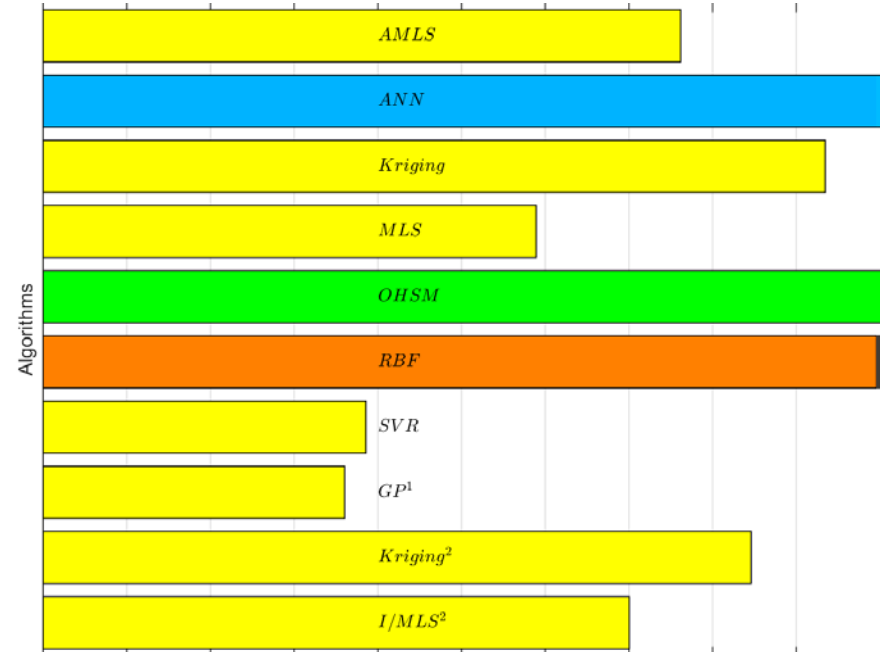 AMLS
ANN
Kriging
MLS
OHSM
Algorithms
RBF
SVR
GP¹
Kriging²
I/MLS²